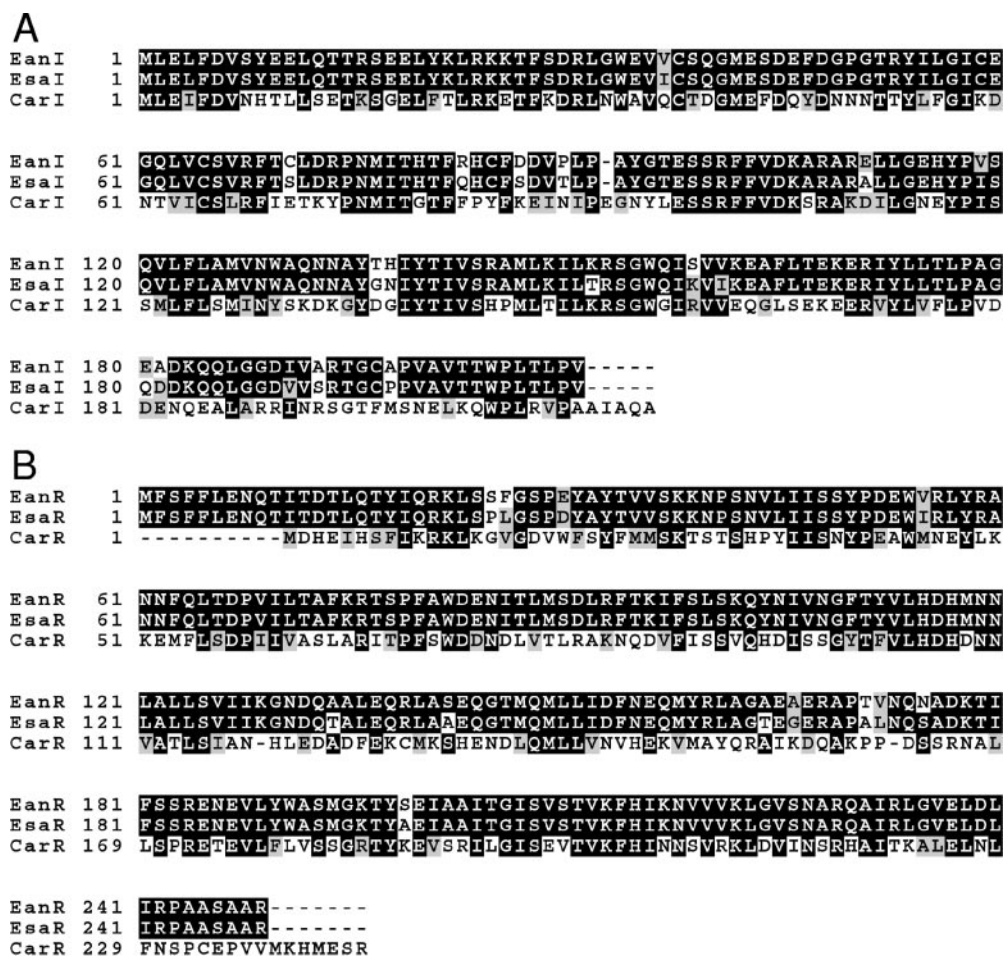 A
EanI 1 MLELFDVSYEELQTTRSEELYKLRKKTFSDRLGWEVVCSQGMESDEFDGPGTRYILGICE
EsaI 1 MLELFDVSYEELQTTRSEELYKLRKKTFSDRLGWEVICSQGMESDEFDGPGTRYILGICE
CarI 1 MLEIFDVNHTLLSETKSGELFTLRKETFKDRLNWAVQCTDGMEFDQYDNNNTTYLFGIKD
EanI 61 GQLVCSVRFTCLDRPNMITHTFRHCFDDVPLP-AYGTESSRFFVDKARARELLGEHYPVS
EsaI 61 GQLVCSVRFTSLDRPNMITHTFQHCFSDVTLP-AYGTESSRFFVDKARARALLGEHYPIS
CarI 61 NTVICSLRFIETKYPNMITGTFFPYFKEINIPEGNYLESSRFFVDKSRAKDILGNEYPIS
EanI 120 QVLFLAMVNWAQNNAYTHIYTIVSRAMLKILKRSGWQISVVKEAFLTEKERIYLLTLPAG
EsaI 120 QVLFLAMVNWAQNNAYGNIYTIVSRAMLKILTRSGWQIKVIKEAFLTEKERIYLLTLPAG
CarI 121 SMLFLSMINYSKDKGYDGIYTIVSHPMLTILKRSGWGIRVVEQGLSEKEERVYLVFLPVD
EanI 180 EADKQQLGGDIVARTGCAPVAVTTWPLTLPV-----
EsaI 180 QDDKQQLGGDVVSRTGCPPVAVTTWPLTLPV-----
CarI 181 DENQEALARRINRSGTFMSNELKQWPLRVPAAIAQA
B
EanR 1 MFSFFLENQTITDTLQTYIQRKLSSFGSPEYAYTVVSKKNPSNVLIISSYPDEWVRLYRA
EsaR 1 MFSFFLENQTITDTLQTYIQRKLSPLGSPDYAYTVVSKKNPSNVLIISSYPDEWIRLYRA
CarR 1 ----------MDHEIHSFIKRKLKGVGDVWFSYFMMSKTSTSHPYIISNYPEAWMNEYLK
EanR 61 NNFQLTDPVILTAFKRTSPFAWDENITLMSDLRFTKIFSLSKQYNIVNGFTYVLHDHMNN
EsaR 61 NNFQLTDPVILTAFKRTSPFAWDENITLMSDLRFTKIFSLSKQYNIVNGFTYVLHDHMNN
CarR 51 KEMFLSDPIIVASLARITPFSWDDNDLVTLRAKNQDVFISSVQHDISSGYTFVLHDHDNN
EanR 121 LALLSVIIKGNDQAALEQRLASEQGTMQMLLIDFNEQMYRLAGAEAERAPTVNQNADKTI
EsaR 121 LALLSVIIKGNDQTALEQRLAAEQGTMQMLLIDFNEQMYRLAGTEGERAPALNQSADKTI
CarR 111 VATLSIAN-HLEDADFEKCMKSHENDLQMLLVNVHEKVMAYQRAIKDQAKPP-DSSRNAL
EanR 181 FSSRENEVLYWASMGKTYSEIAAITGISVSTVKFHIKNVVVKLGVSNARQAIRLGVELDL
EsaR 181 FSSRENEVLYWASMGKTYAEIAAITGISVSTVKFHIKNVVVKLGVSNARQAIRLGVELDL
CarR 169 LSPRETEVLFLVSSGRTYKEVSRILGISEVTVKFHINNSVRKLDVINSRHAITKALELNL
EanR 241 IRPAASAAR-------
EsaR 241 IRPAASAAR-------
CarR 229 FNSPCEPVVMKHMESR